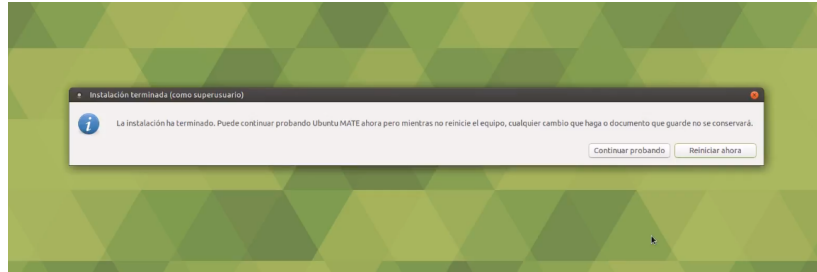 Instalación terminada (como superusuario)
La instalación ha terminado. Puede continuar probando Ubuntu MATE ahora pero mientras no reinicie el equipo, cualquier cambio que haga o documento que guarde no se conservará.
Continuar probando Reiniciar ahora